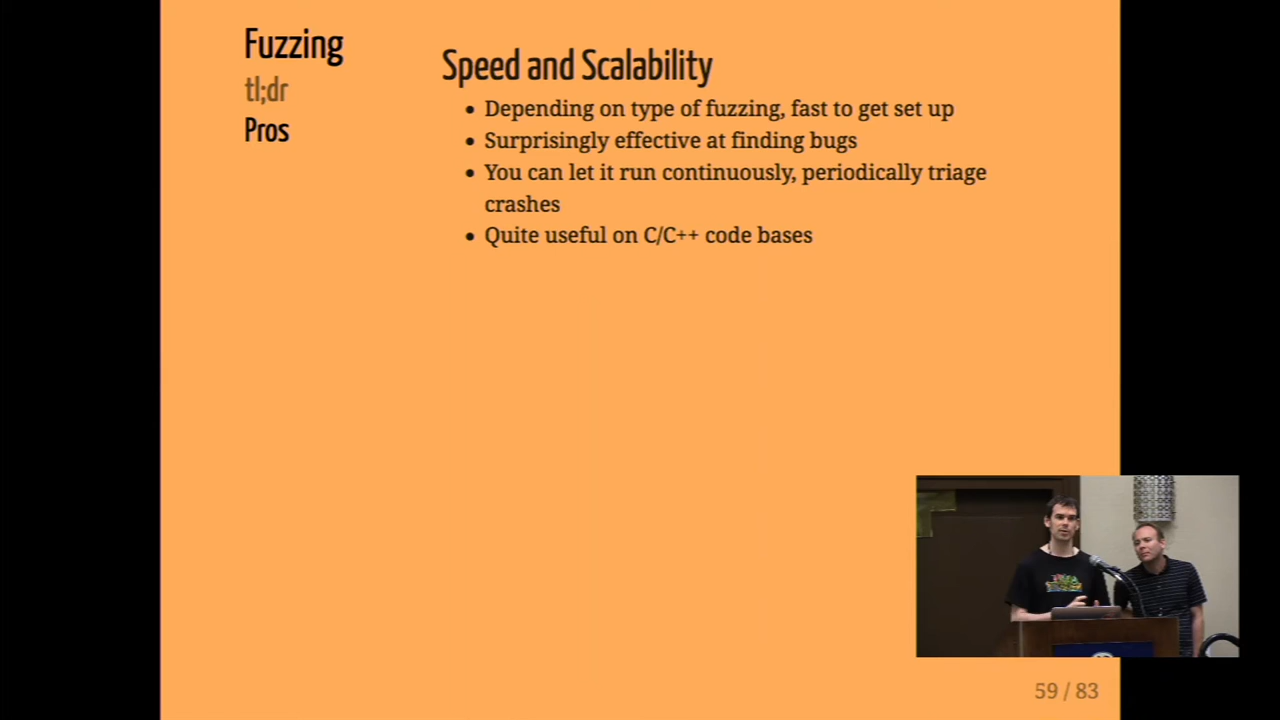 Fuzzing
tl;dr
Pros
Speed and Scalability
Depending on type of fuzzing, fast to get set up
Surprisingly effective at finding bugs
You can let it run continuously, periodically triage
crashes
Quite useful on C/C++ code bases
59 / 83